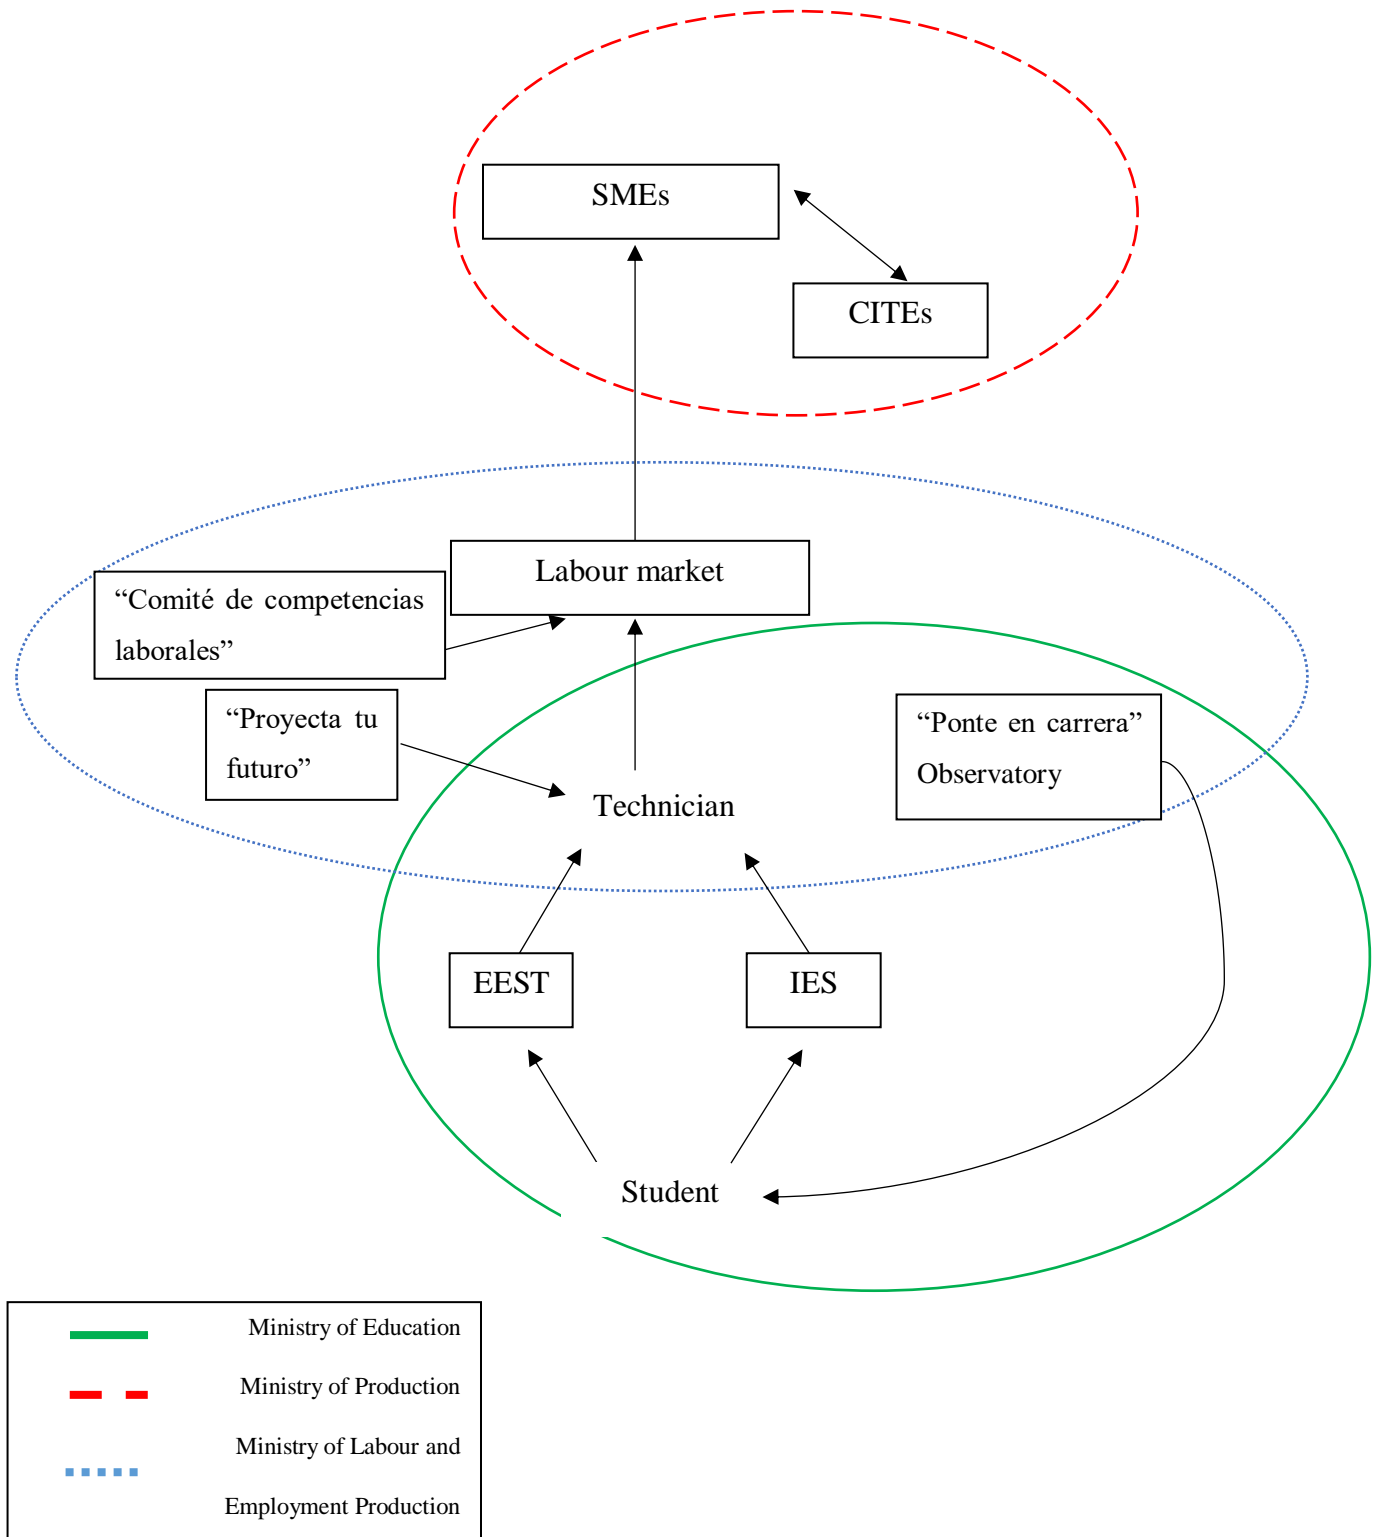 SMEs
CITEs
Labour market
“Comité de competencias
laborales”
“Proyecta tu
futuro”
“Ponte en carrera”
Observatory
Technician
EEST
IES
Student
Ministry of Education
Ministry of Production
Ministry of Labour and
Employment Production